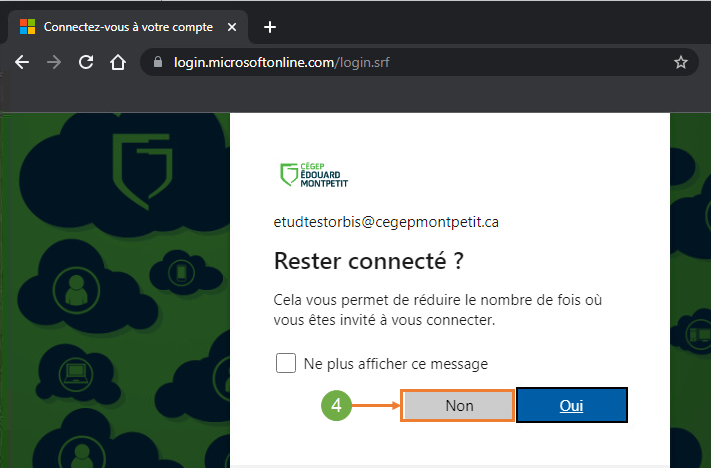 Connectez-vous à votre compte
login.microsoftonline.com/login.srf
CÉGEP
ÉDOUARD
MONTPETIT
etudtestorbis@cegepmontpetit.ca
Rester connecté ?
Cela vous permet de réduire le nombre de fois où
vous êtes invité à vous connecter.
Ne plus afficher ce message
4 Non Oui